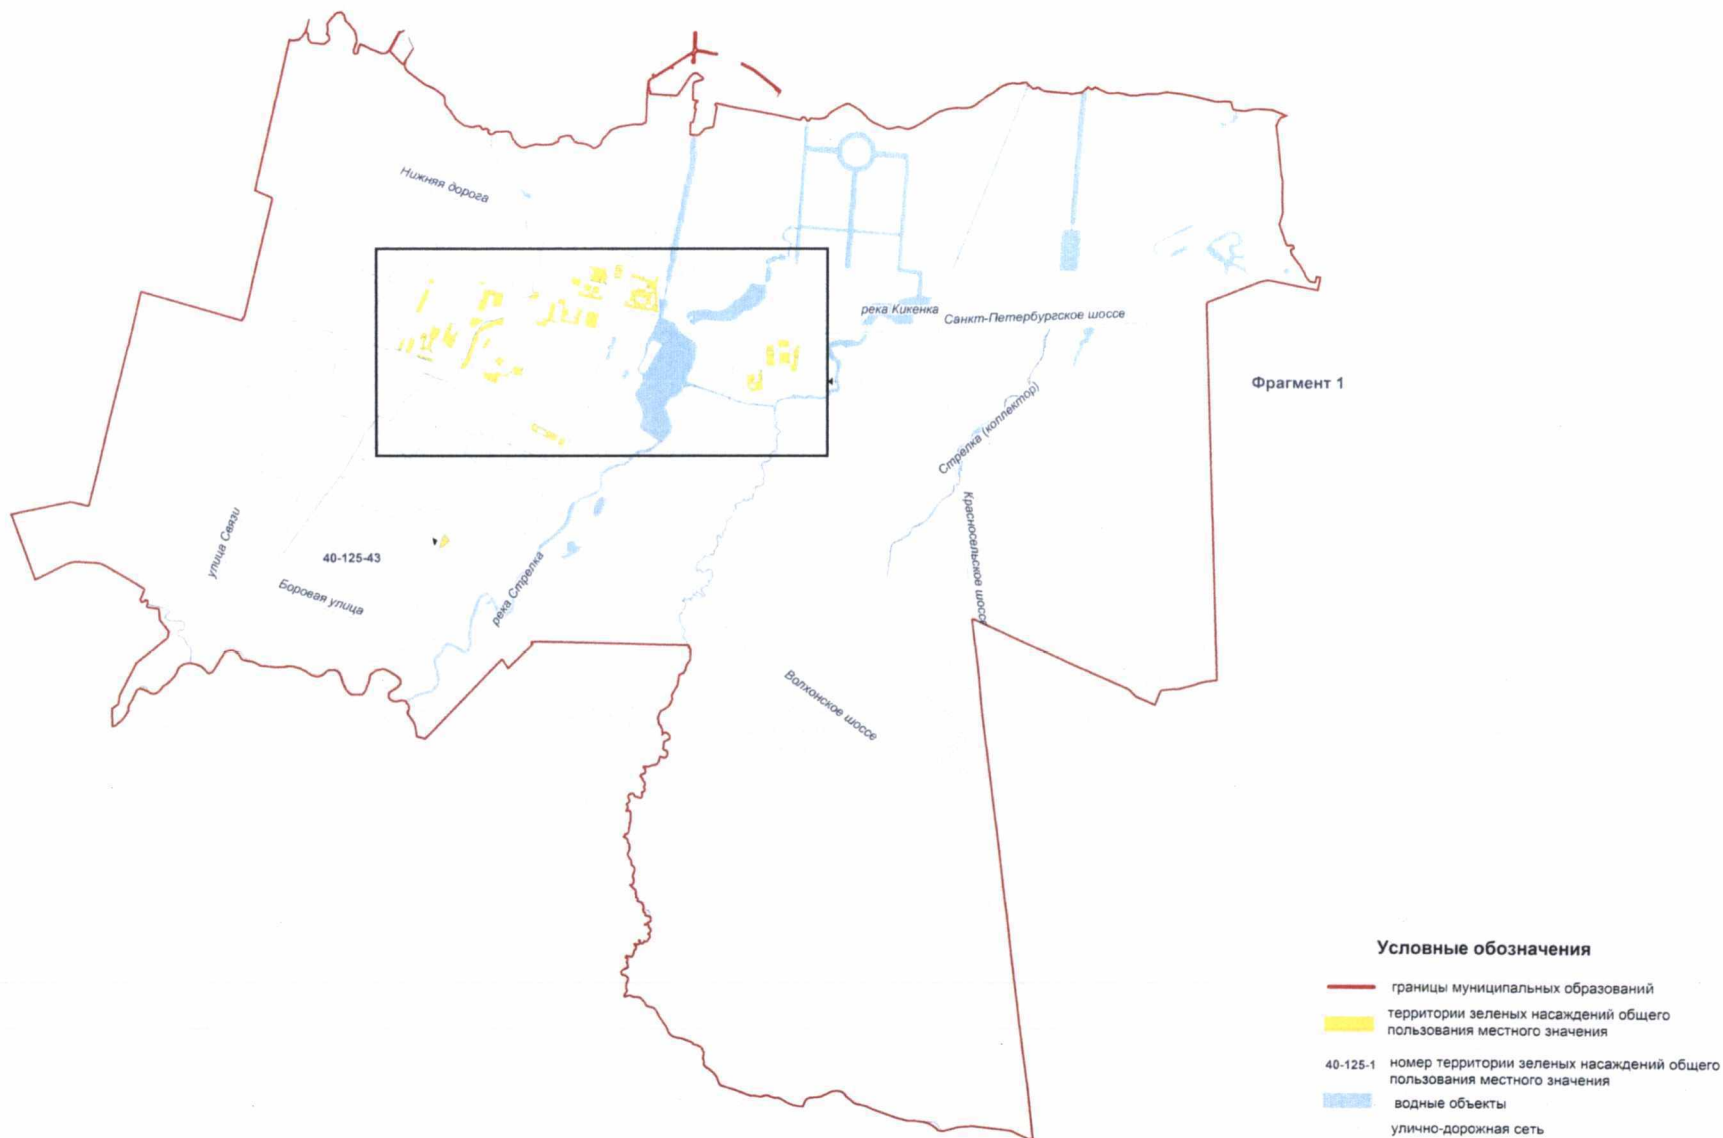 Нижняя дорога
река Кикенка
Санкт-Петербургское шоссе
Фрагмент 1
Стрелка (коллектор)
Красносельское шоссе
улица Связи
40-125-43
Боровая улица
река Стрелка
Волхонское шоссе
Условные обозначения
границы муниципальных образований
территории зеленых насаждений общего
пользования местного значения
40-125-1 номер территории зеленых насаждений общего
пользования местного значения
водные объекты
улично-дорожная сеть